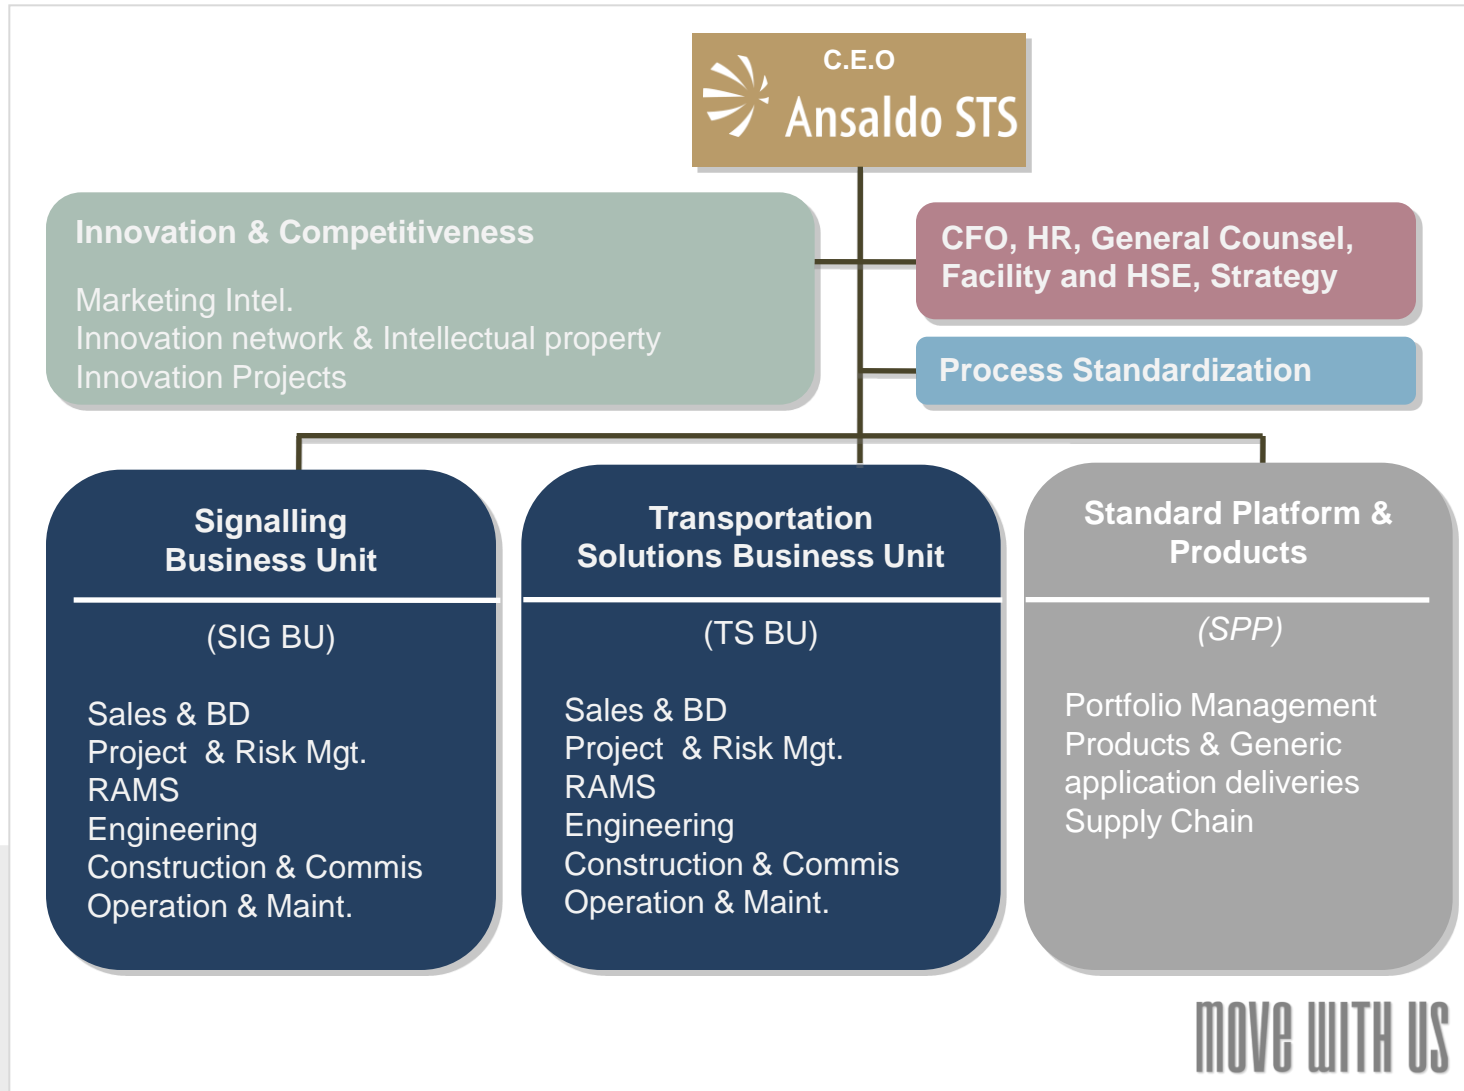 C.E.O
Ansaldo STS
Innovation & Competitiveness
Marketing Intel.
Innovation network & Intellectual property
Innovation Projects
CFO, HR, General Counsel,
Facility and HSE, Strategy
Process Standardization
Signalling
Business Unit
(SIG BU)
Sales & BD
Project & Risk Mgt.
RAMS
Engineering
Construction & Commis
Operation & Maint.
Transportation
Solutions Business Unit
(TS BU)
Sales & BD
Project & Risk Mgt.
RAMS
Engineering
Construction & Commis
Operation & Maint.
Standard Platform &
Products
(SPP)
Portfolio Management
Products & Generic
application deliveries
Supply Chain
MOVE WITH US